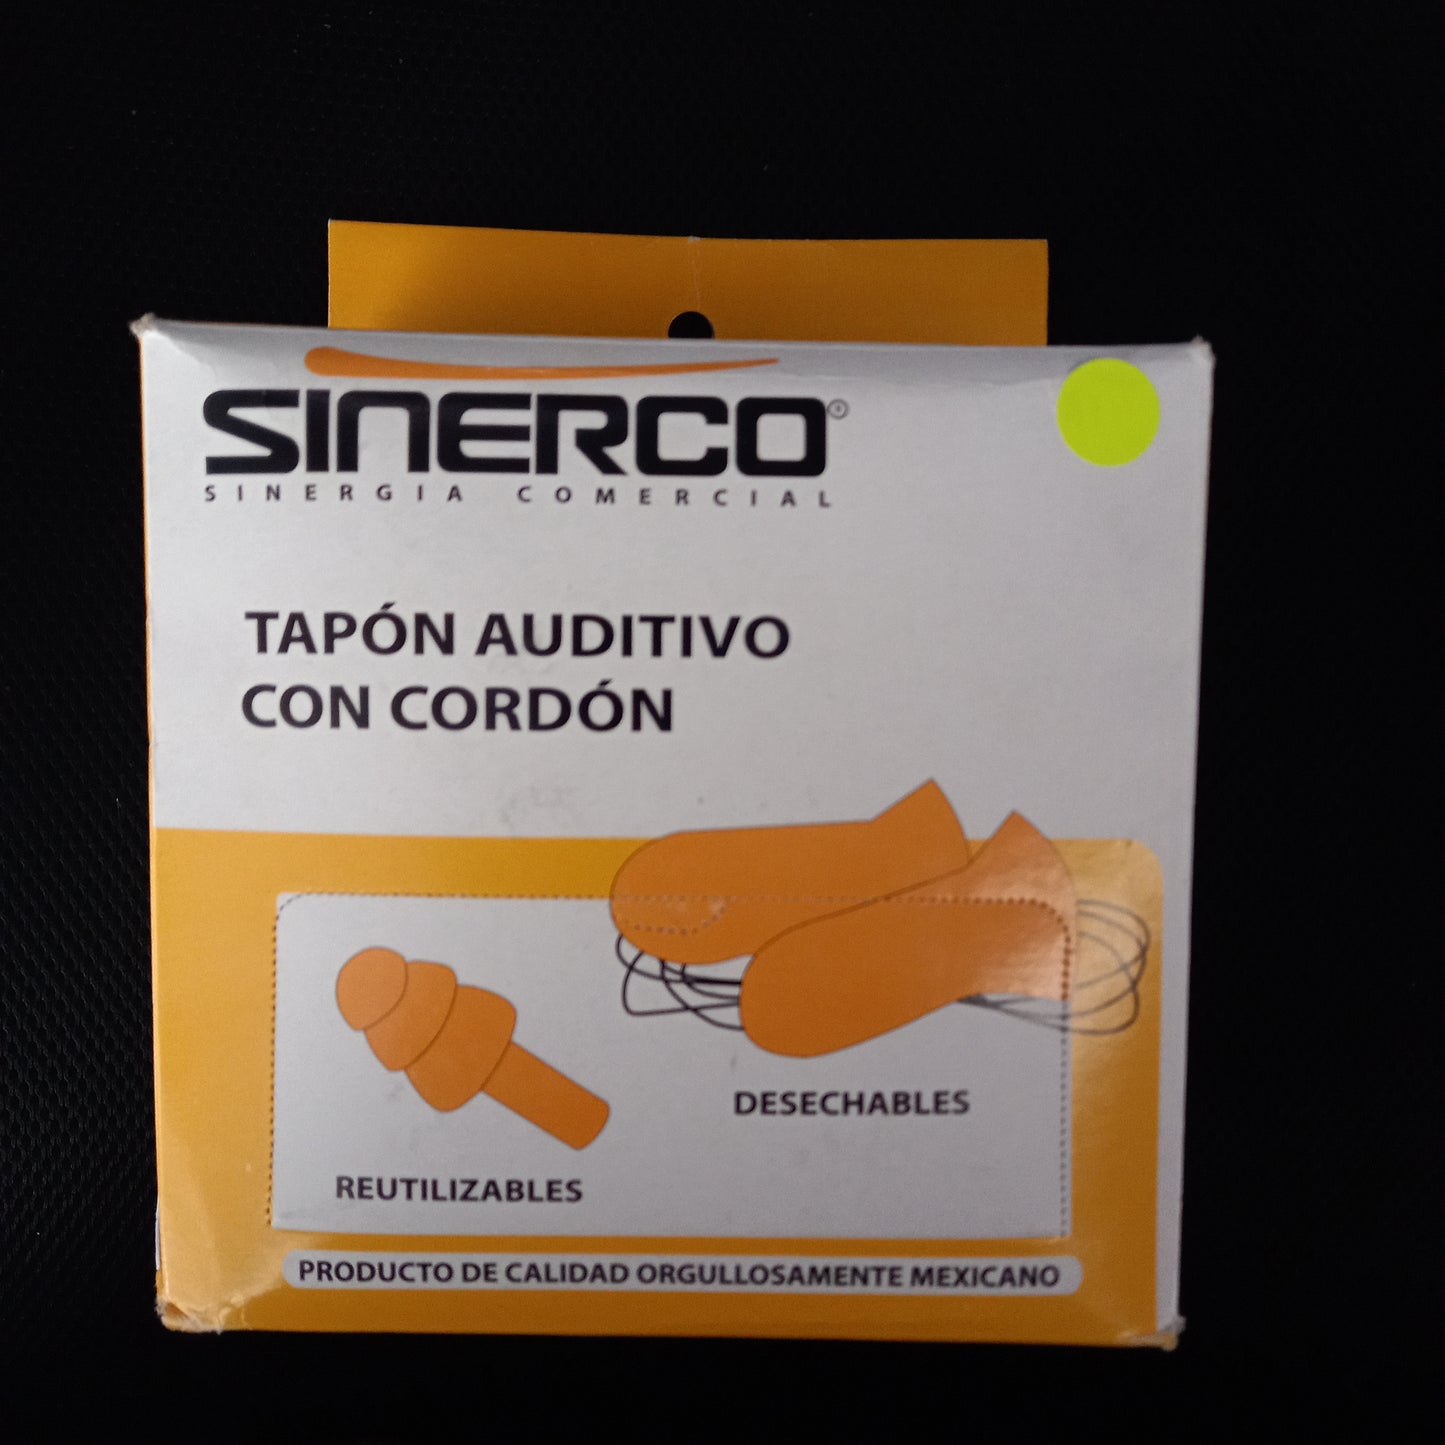 SINERCO®
SINERGIA COMERCIAL
TAPÓN AUDITIVO
CON CORDÓN
DESECHABLES
REUTILIZABLES
PRODUCTO DE CALIDAD ORGULLOSAMENTE MEXICANO